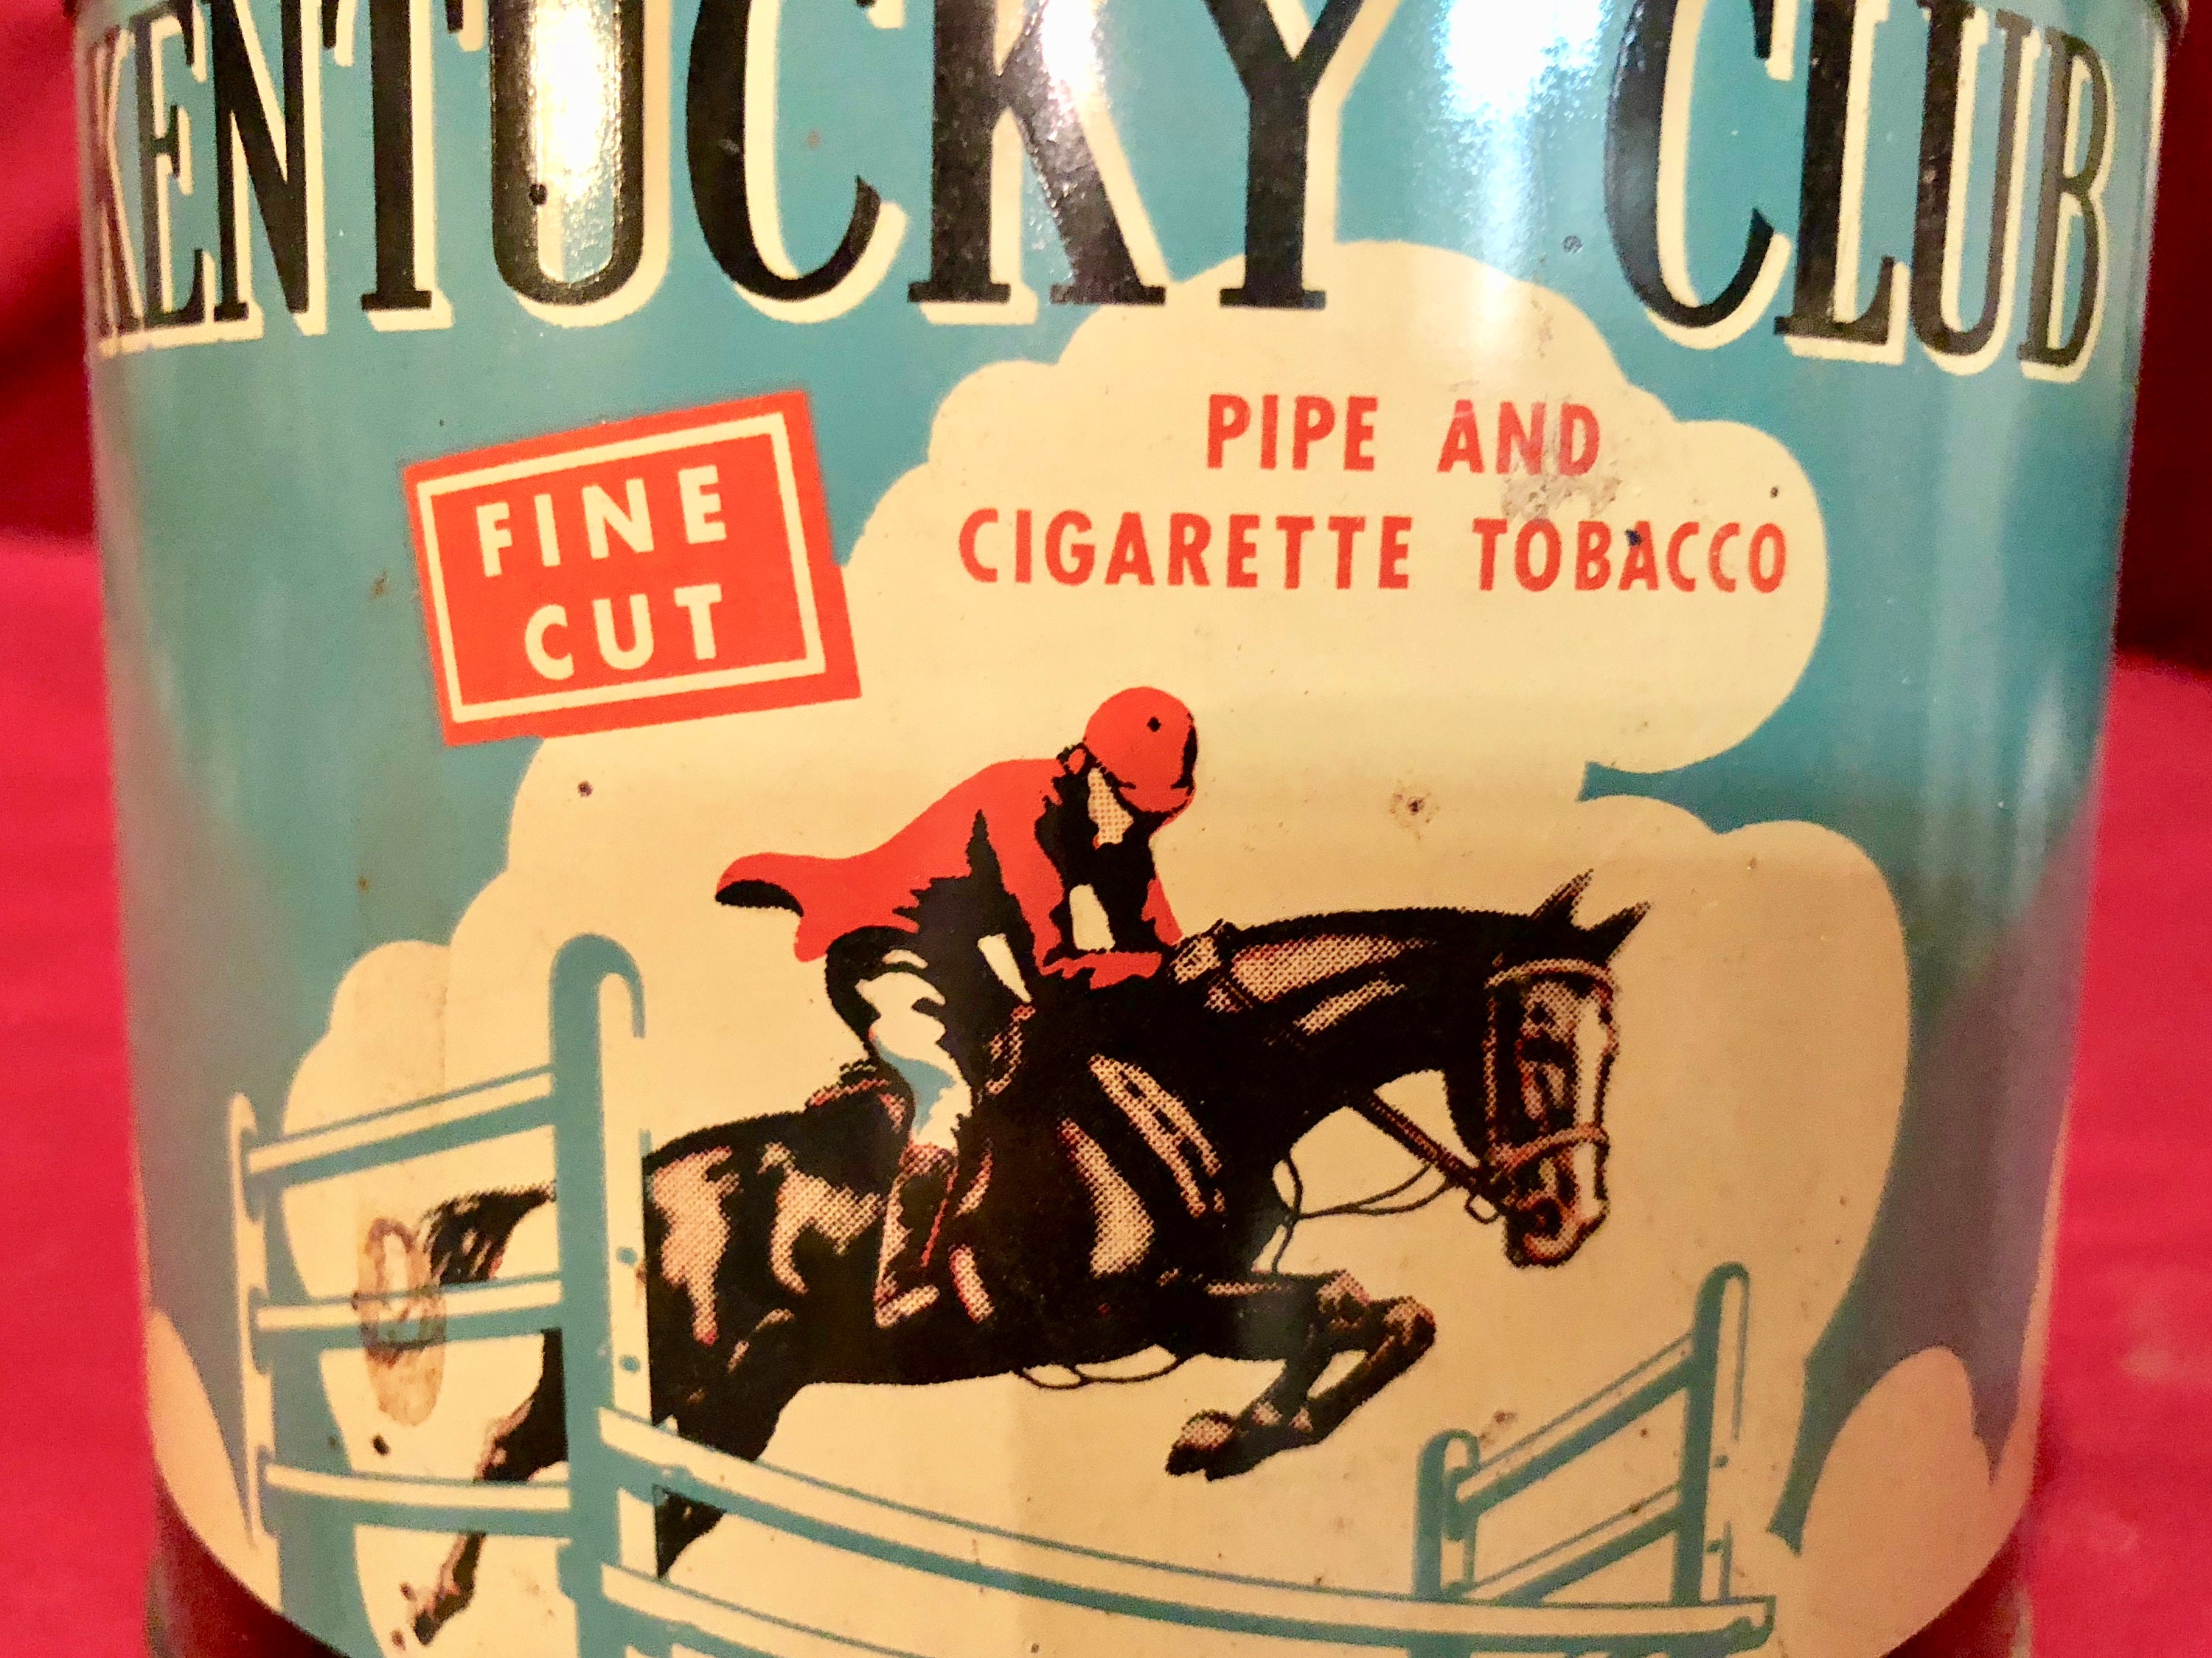 KENTUCKY CLUB
FINE
CUT
PIPE AND
CIGARETTE TOBACCO